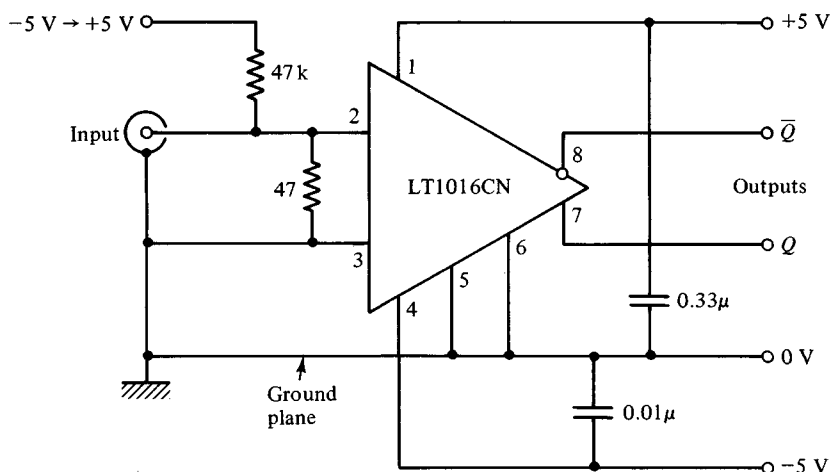 −5 V → +5 V
+5 V
1
47 k
2
Input
Q̄
8
47
LT1016CN
Outputs
7
Q
3
6
5
4
0.33μ
0 V
Ground
plane
0.01μ
−5 V